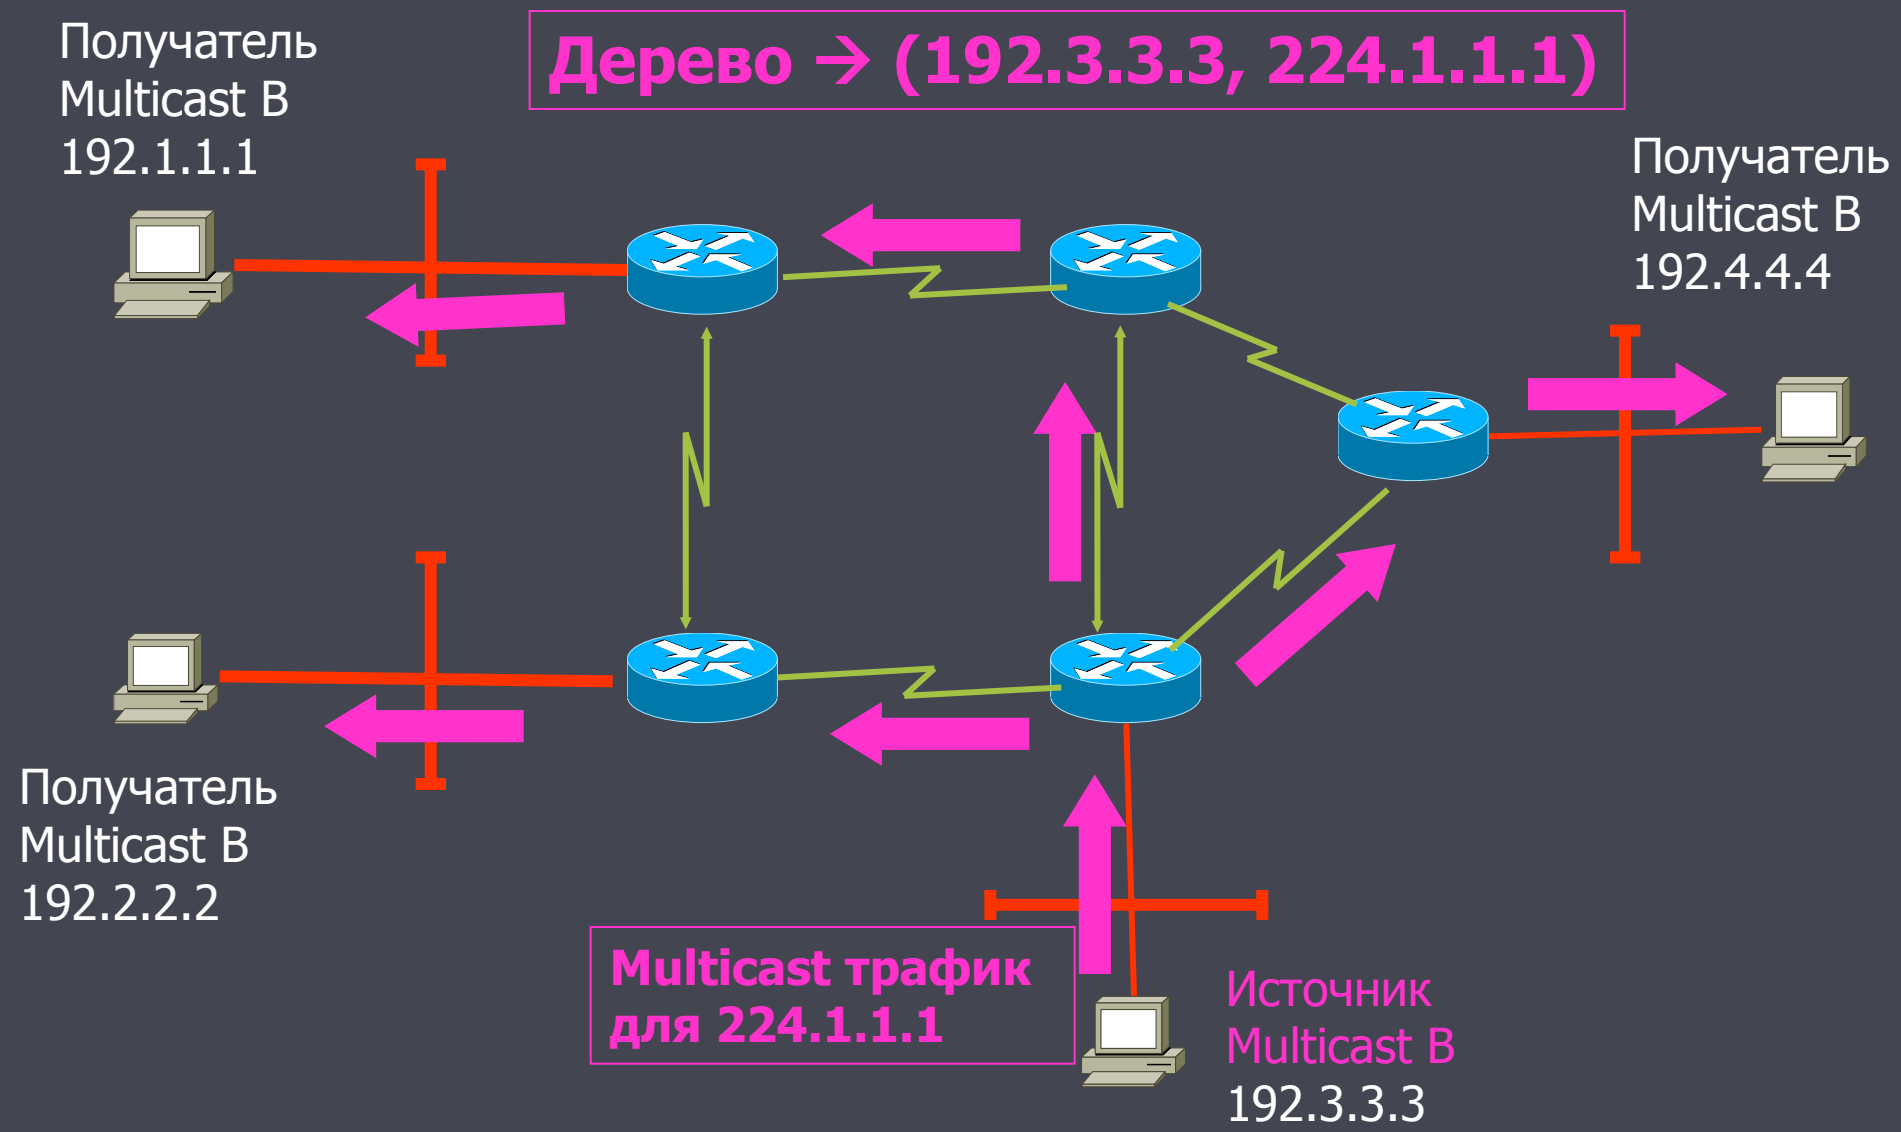 Получатель
Multicast B
192.1.1.1
Дерево → (192.3.3.3, 224.1.1.1)
Получатель
Multicast B
192.4.4.4
Получатель
Multicast B
192.2.2.2
Multicast трафик
для 224.1.1.1
Источник
Multicast B
192.3.3.3